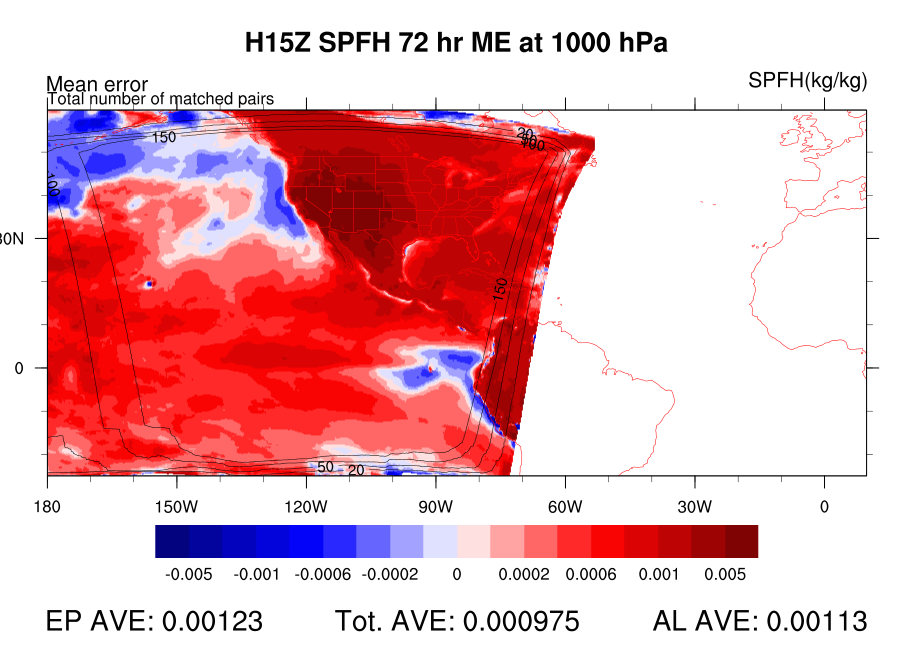 H15Z SPFH 72 hr ME at 1000 hPa
Mean error
SPFH(kg/kg)
Total number of matched pairs
150
20
100
150
30N
0
50 20
180 150W 120W 90W 60W 30W 0
-0.005 -0.001 -0.0006 -0.0002 0 0.0002 0.0006 0.001 0.005
EP AVE: 0.00123 Tot. AVE: 0.000975 AL AVE: 0.00113